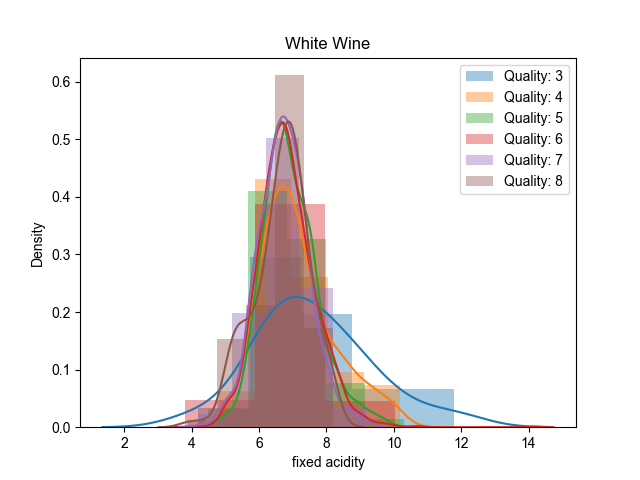 White Wine
Quality: 3
Quality: 4
Quality: 5
Quality: 6
Quality: 7
Quality: 8
Density
0.6
0.5
0.4
0.3
0.2
0.1
0.0
2 4 6 8 10 12 14
fixed acidity